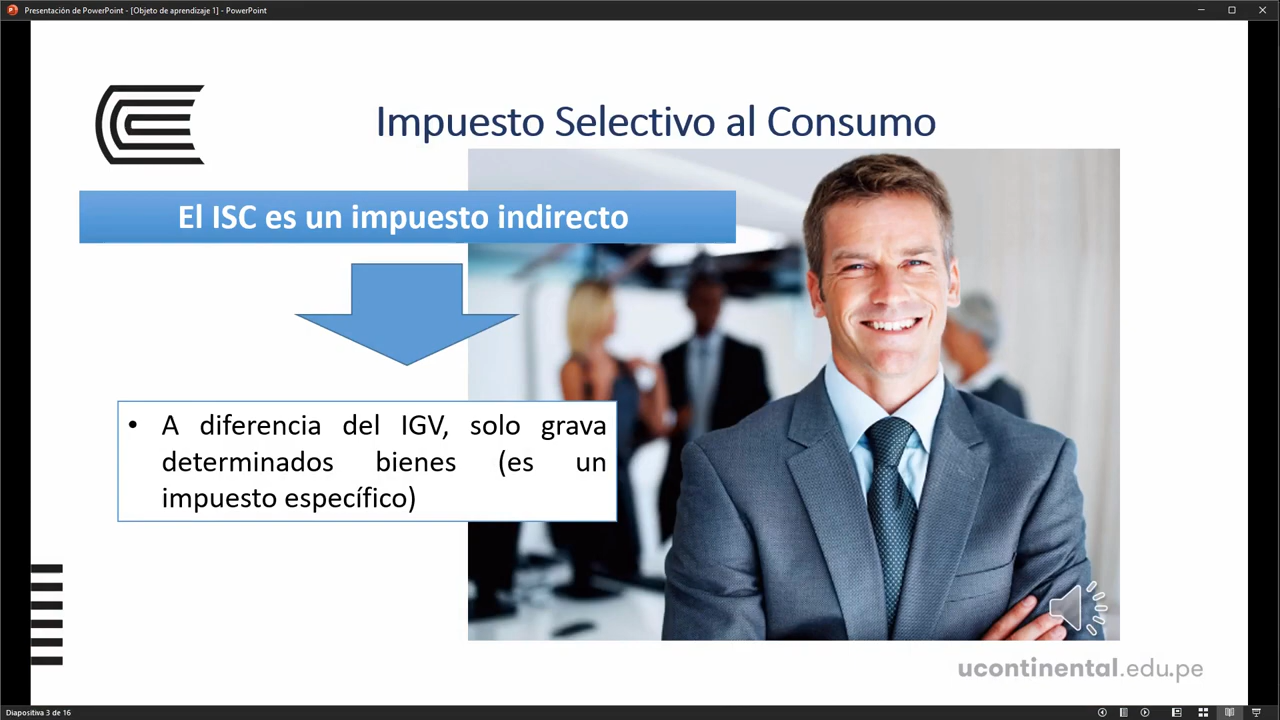 Presentación de PowerPoint - [Objeto de aprendizaje 1] - PowerPoint
Impuesto Selectivo al Consumo
El ISC es un impuesto indirecto
• A diferencia del IGV, solo grava
determinados bienes (es un
impuesto específico)
ucontinental.edu.pe
Diapositiva 3 de 16